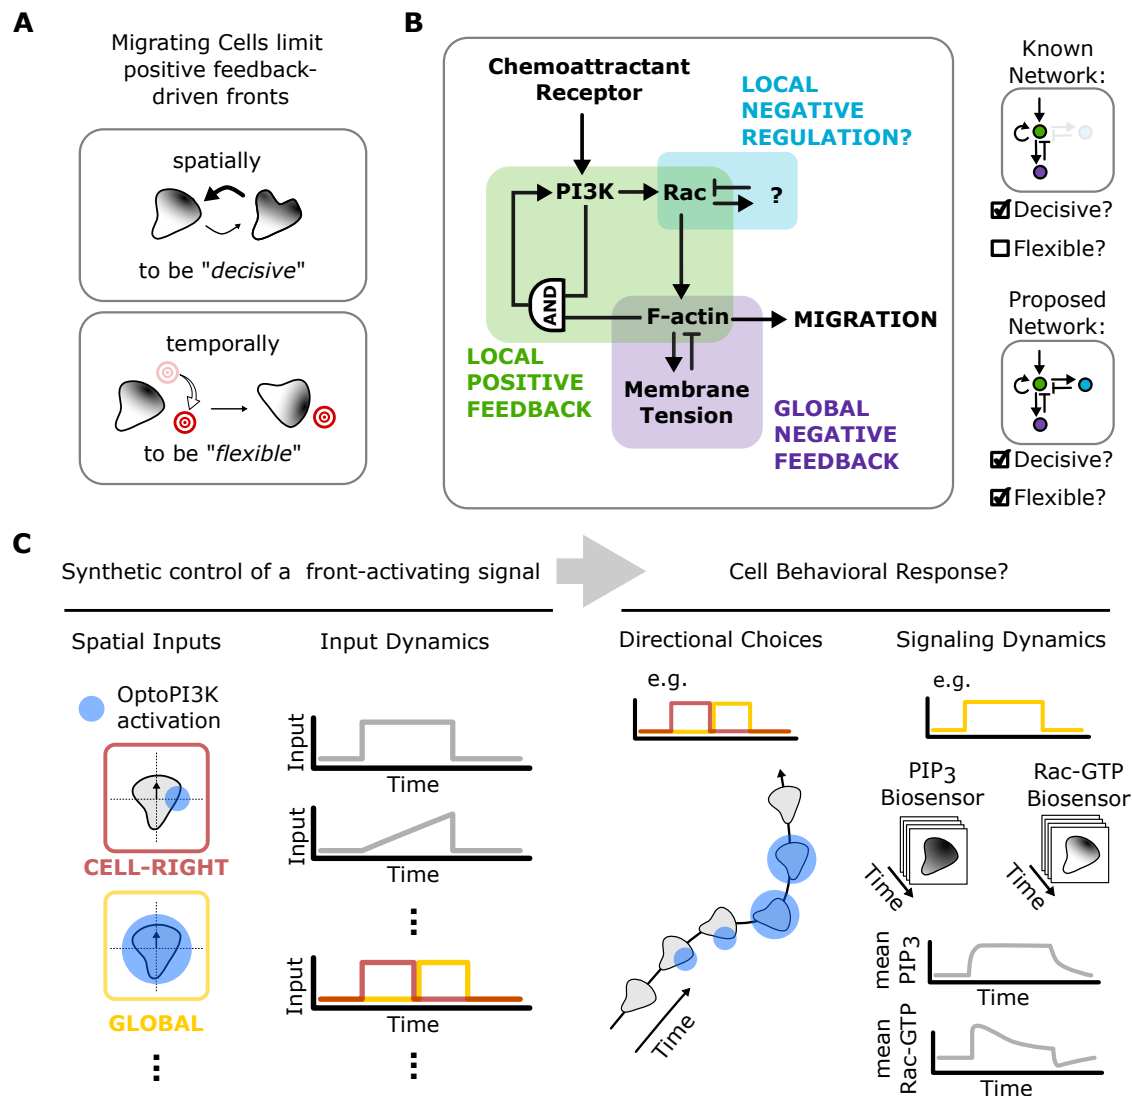 A
Migrating Cells limit
positive feedback-
driven fronts
spatially
to be "decisive"
temporally
to be "flexible"
B
Chemoattractant
Receptor
LOCAL
NEGATIVE
REGULATION?
PI3K
Rac
?
AND
F-actin
MIGRATION
LOCAL
POSITIVE
FEEDBACK
Membrane
Tension
GLOBAL
NEGATIVE
FEEDBACK
Known
Network:
Decisive?
Flexible?
Proposed
Network:
Decisive?
Flexible?
C
Synthetic control of a front-activating signal
Cell Behavioral Response?
Spatial Inputs
OptoPI3K
activation
CELL-RIGHT
GLOBAL
Input Dynamics
Input
Time
Input
Time
Input
Time
Directional Choices
e.g.
Time
Signaling Dynamics
e.g.
PIP3
Biosensor
Time
Rac-GTP
Biosensor
Time
mean
PIP3
Time
mean
Rac-GTP
Time